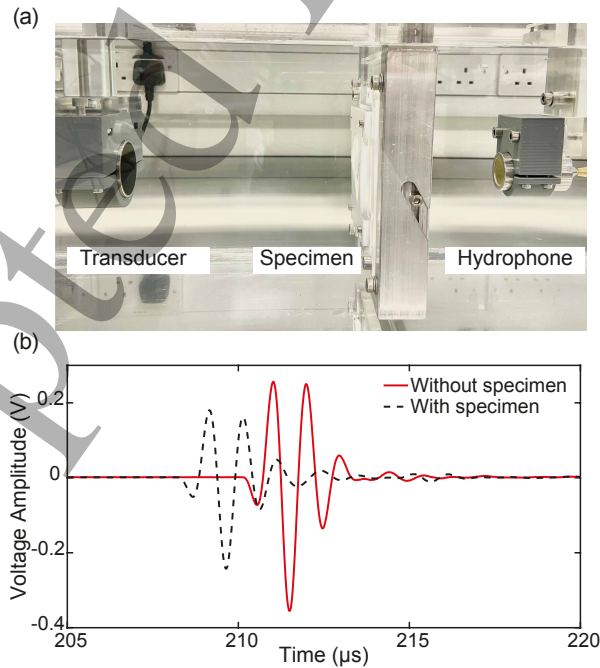 (a)
Transducer Specimen Hydrophone
(b)
Without specimen
With specimen
Voltage Amplitude (V)
0.2
0
-0.2
-0.4
205 210 215 220
Time (µs)